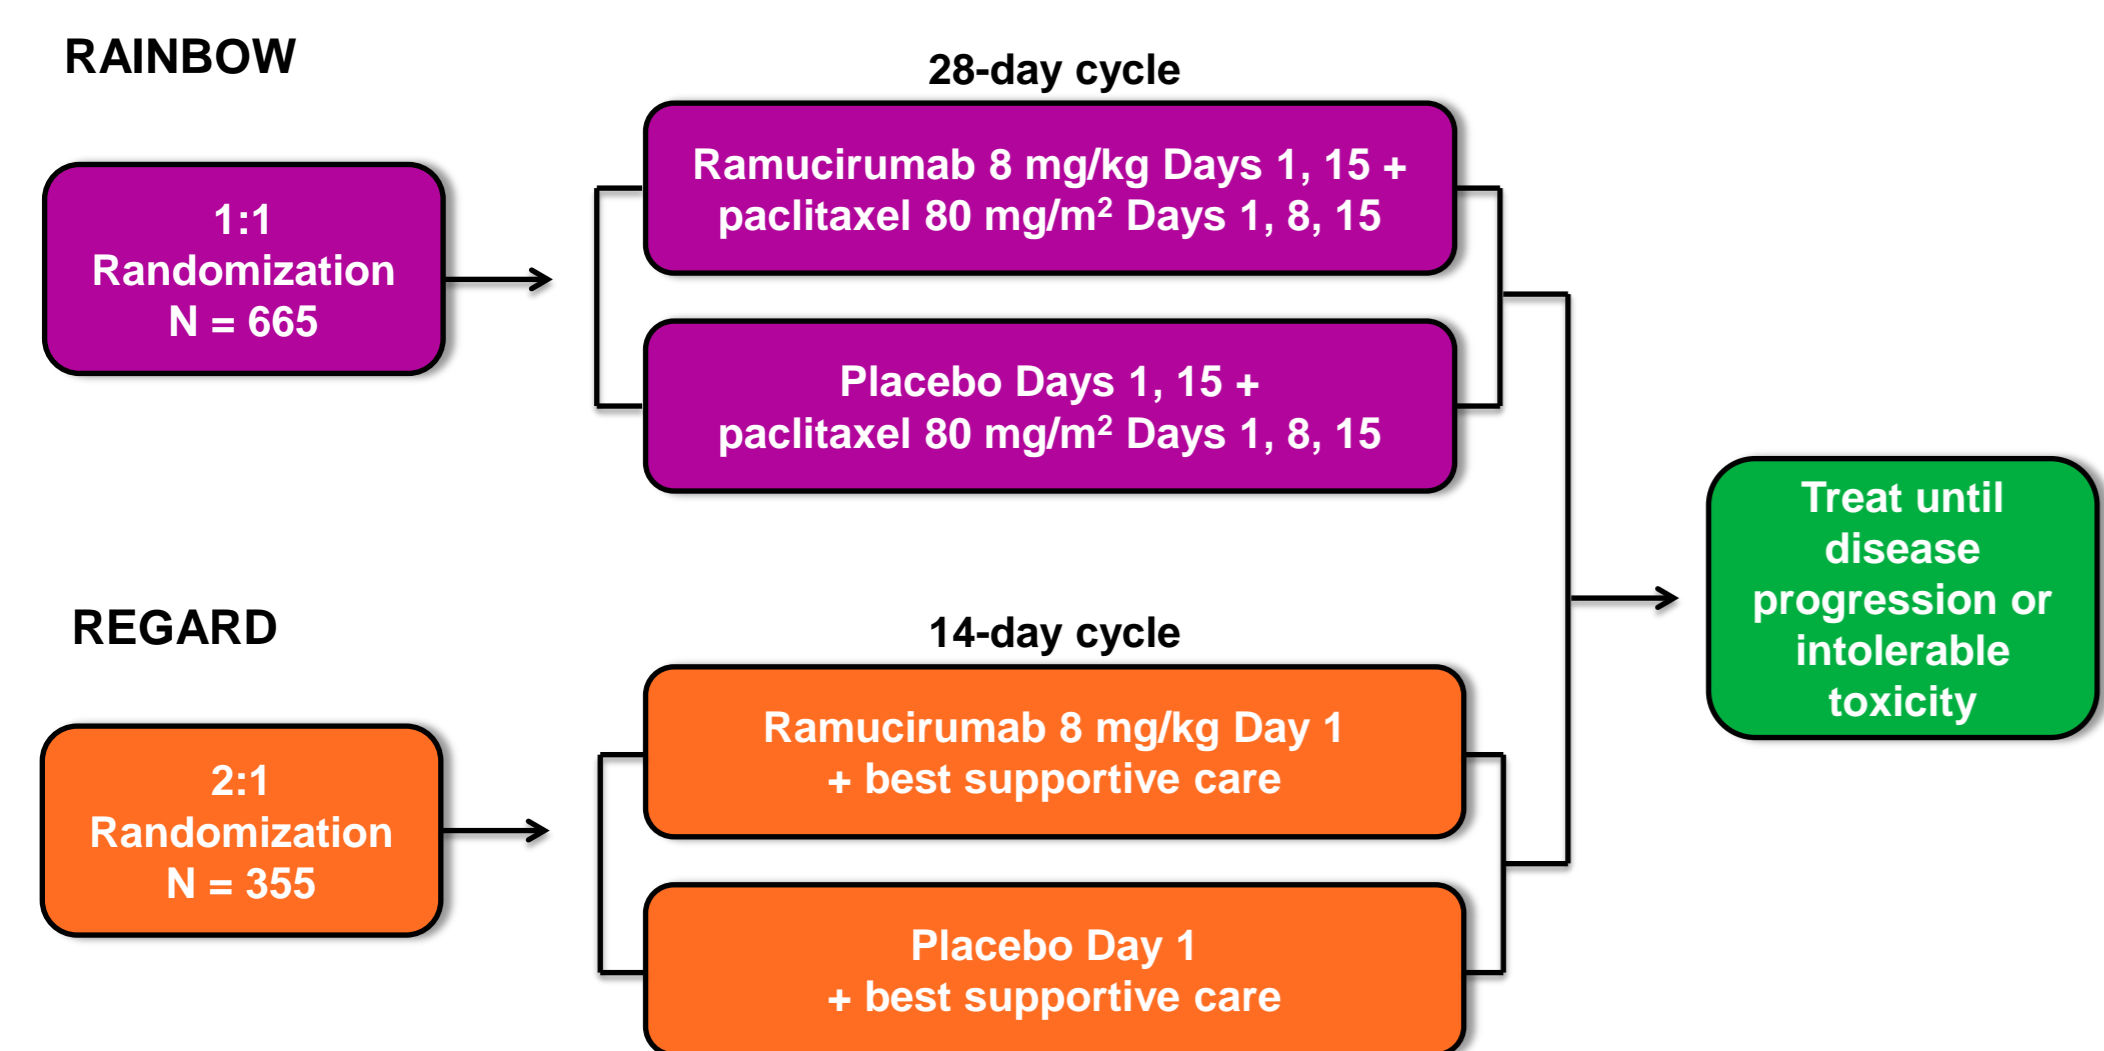 RAINBOW
28-day cycle
1:1
Randomization
N = 665
Ramucirumab 8 mg/kg Days 1, 15 +
paclitaxel 80 mg/m² Days 1, 8, 15
Placebo Days 1, 15 +
paclitaxel 80 mg/m² Days 1, 8, 15
Treat until
disease
progression or
intolerable
toxicity
REGARD
14-day cycle
2:1
Randomization
N = 355
Ramucirumab 8 mg/kg Day 1
+ best supportive care
Placebo Day 1
+ best supportive care